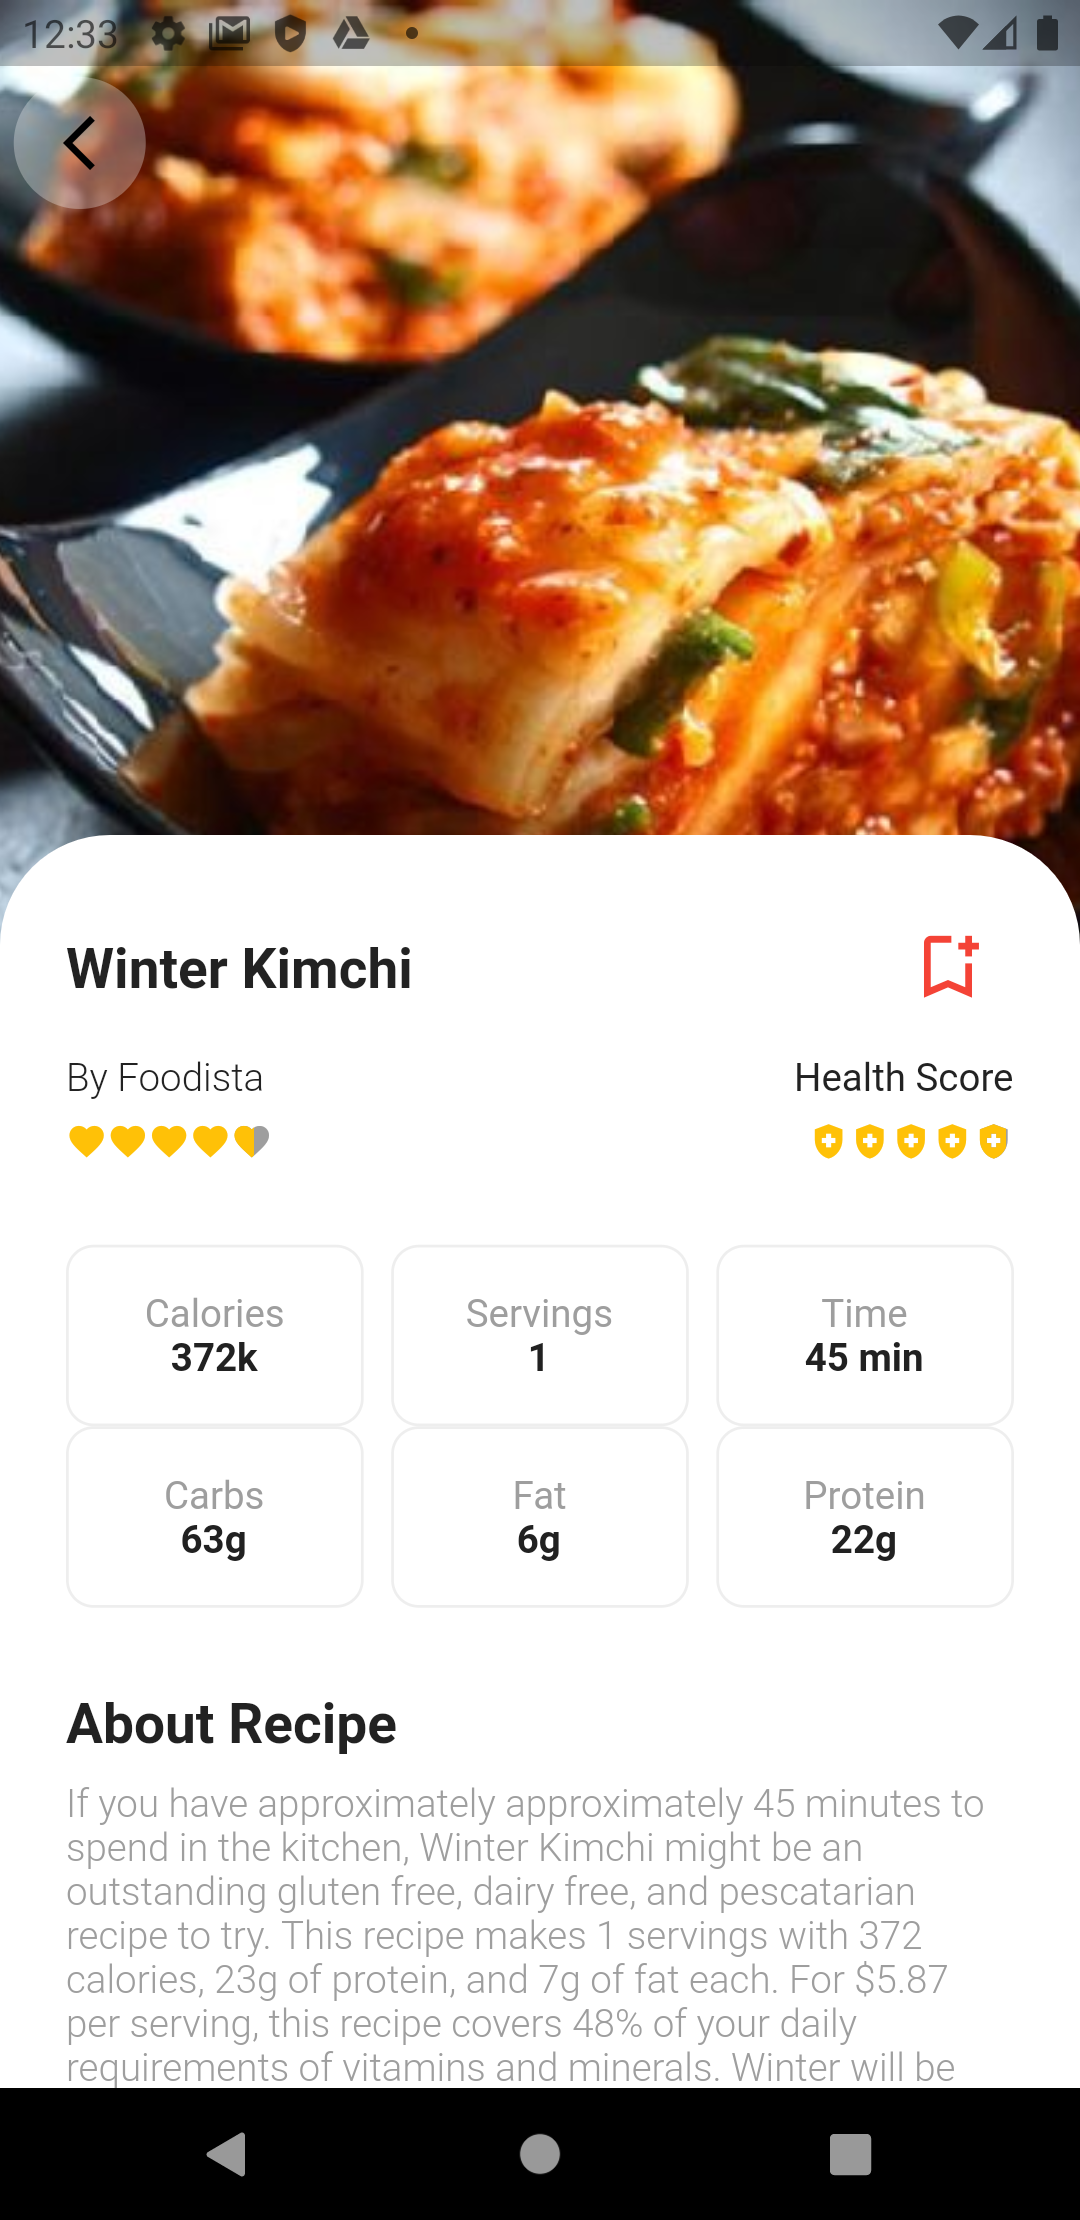 12:33
Winter Kimchi
By Foodista
Health Score
Calories
372k
Servings
1
Time
45 min
Carbs
63g
Fat
6g
Protein
22g
About Recipe
If you have approximately approximately 45 minutes to
spend in the kitchen, Winter Kimchi might be an
outstanding gluten free, dairy free, and pescatarian
recipe to try. This recipe makes 1 servings with 372
calories, 23g of protein, and 7g of fat each. For $5.87
per serving, this recipe covers 48% of your daily
requirements of vitamins and minerals. Winter will be